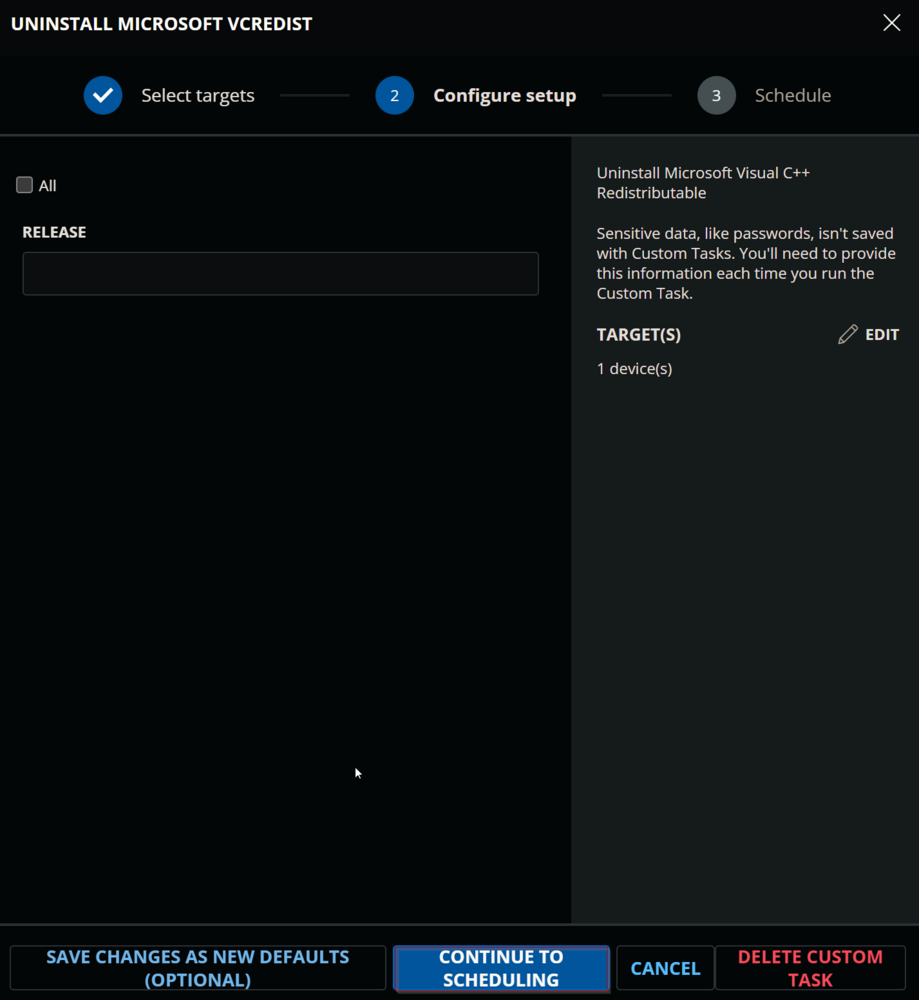 UNINSTALL MICROSOFT VCREDIST
Select targets
2
Configure setup
3
Schedule
All
RELEASE
Uninstall Microsoft Visual C++
Redistributable
Sensitive data, like passwords, isn't saved
with Custom Tasks. You'll need to provide
this information each time you run the
Custom Task.
TARGET(S)
EDIT
1 device(s)
SAVE CHANGES AS NEW DEFAULTS
(OPTIONAL)
CONTINUE TO
SCHEDULING
CANCEL
DELETE CUSTOM
TASK